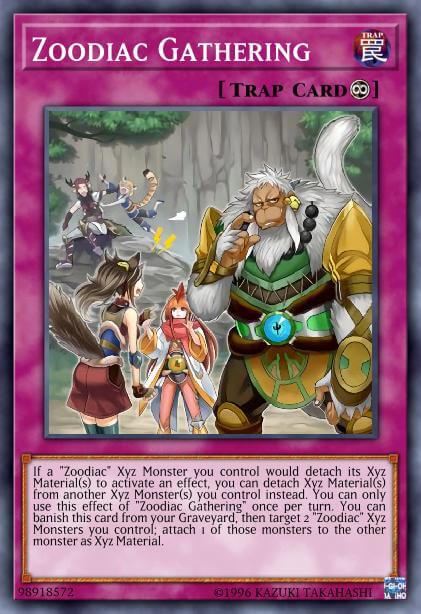 ZOODIAC GATHERING
TRAP
罠
[TRAP CARD]
If a "Zoodiac" Xyz Monster you control would detach its Xyz
Material(s) to activate an effect, you can detach Xyz Material(s)
from another Xyz Monster(s) you control instead. You can only
use this effect of "Zoodiac Gathering" once per turn. You can
banish this card from your Graveyard, then target 2 "Zoodiac" Xyz
Monsters you control; attach 1 of those monsters to the other
monster as Xyz Material.
98918572
©1996 KAZUKI TAKAHASHI